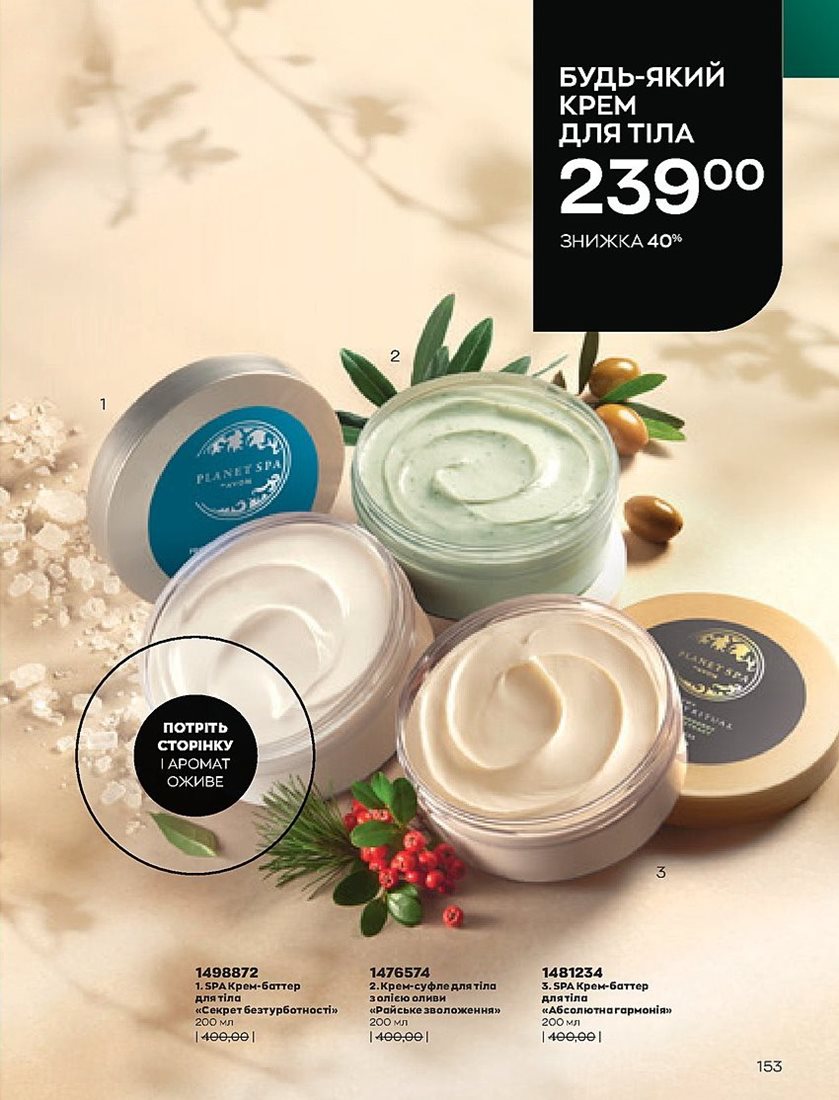 БУДЬ-ЯКИЙ
КРЕМ
ДЛЯ ТІЛА
239⁰⁰
ЗНИЖКА 40%
2
1
PLANET SPA
AVON
PLANET SPA
AVON
RITUAL
ПОТРІТЬ
СТОРІНКУ
І АРОМАТ
ОЖИВЕ
3
1498872
1. SPA Крем-баттер
для тіла
«Секрет безтурботності»
200 мл
| 400,00 |
1476574
2. Крем-суфле для тіла
з олією оливи
«Райське зволоження»
200 мл
| 400,00 |
1481234
3. SPA Крем-баттер
для тіла
«Абсолютна гармонія»
200 мл
| 400,00 |
153